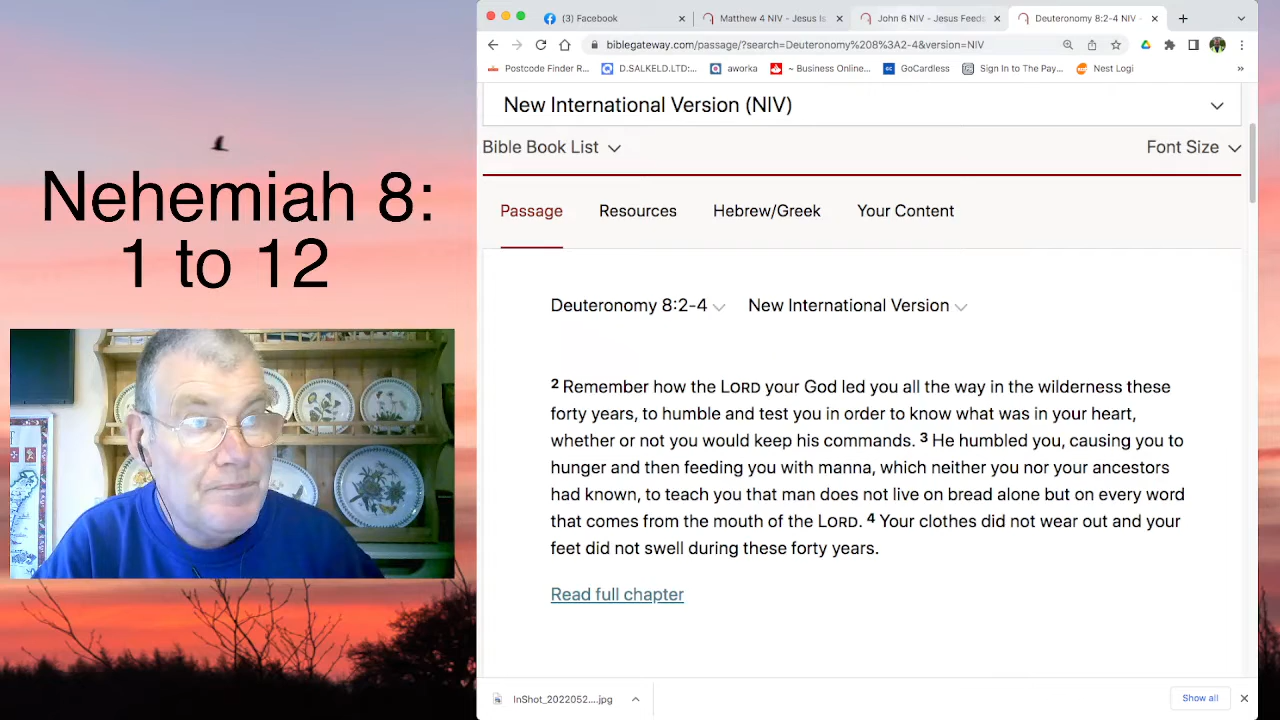 Nehemiah 8:
1 to 12
(3) Facebook
Matthew 4 NIV - Jesus Is
John 6 NIV - Jesus Feeds
Deuteronomy 8:2-4 NIV -
biblegateway.com/passage/?search=Deuteronomy%208%3A2-4&version=NIV
Postcode Finder R...
D.SALKELD.LTD:...
aworka
~ Business Online...
GoCardless
Sign In to The Pay...
Nest Logi
»
New International Version (NIV)
Bible Book List
Font Size
Passage
Resources
Hebrew/Greek
Your Content
Deuteronomy 8:2-4
New International Version
2 Remember how the LORD your God led you all the way in the wilderness these
forty years, to humble and test you in order to know what was in your heart,
whether or not you would keep his commands. 3 He humbled you, causing you to
hunger and then feeding you with manna, which neither you nor your ancestors
had known, to teach you that man does not live on bread alone but on every word
that comes from the mouth of the LORD. 4 Your clothes did not wear out and your
feet did not swell during these forty years.
Read full chapter
InShot_2022052....jpg
Show all